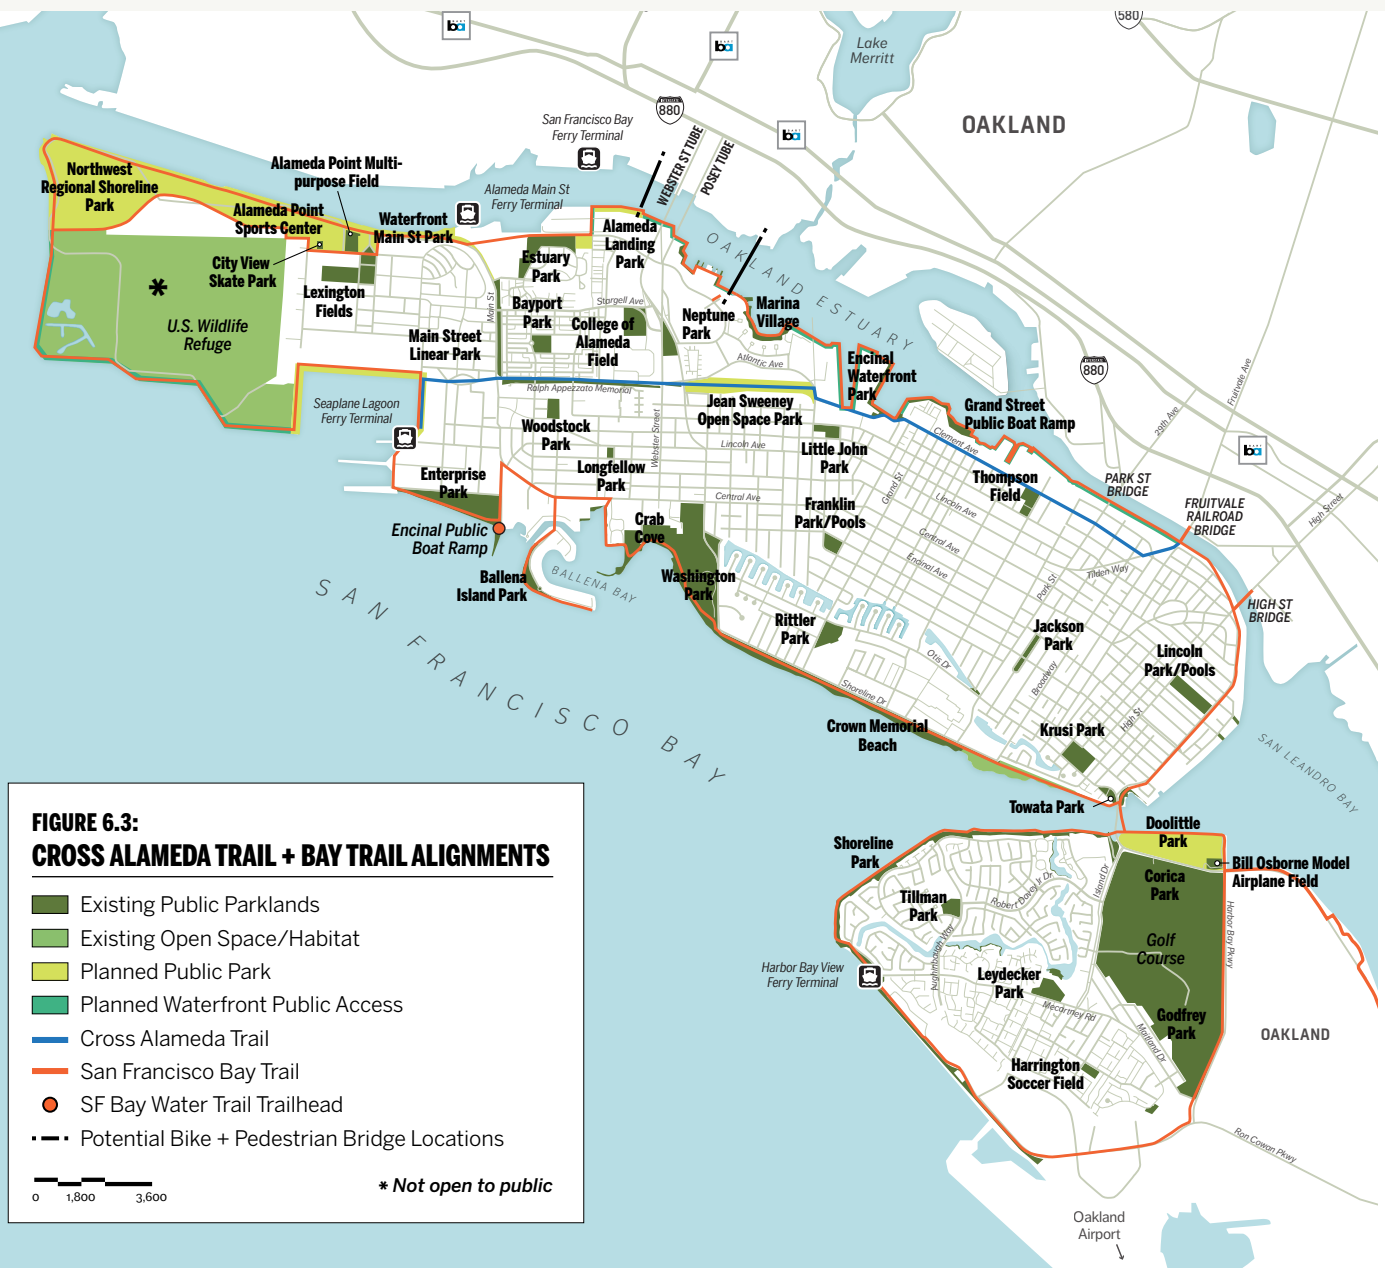 580
Lake
Merritt
880
San Francisco Bay
Ferry Terminal
OAKLAND
WEBSTER ST TUBE
POSEY TUBE
Alameda Point Multi-
purpose Field
Northwest
Regional Shoreline
Park
Alameda Main St
Ferry Terminal
Alameda Point
Sports Center
Waterfront
Main St Park
Alameda
Landing
Park
OAKLAND ESTUARY
City View
Skate Park
Estuary
Park
Lexington
Fields
Main St
Bayport
Park
Stargell Ave
College of
Alameda
Field
Neptune
Park
Marina
Village
U.S. Wildlife
Refuge
*
Main Street
Linear Park
Atlantic Ave
Encinal
Waterfront
Park
880
Fruitvale Ave
29th Ave
Ralph Appezzato Memorial
Seaplane Lagoon
Ferry Terminal
Jean Sweeney
Open Space Park
Grand Street
Public Boat Ramp
Woodstock
Park
Webster Street
Lincoln Ave
Little John
Park
Clement Ave
Longfellow
Park
Enterprise
Park
Grand St
Thompson
Field
PARK ST
BRIDGE
Central Ave
Franklin
Park/Pools
Lincoln Ave
FRUITVALE
RAILROAD
BRIDGE
High Street
Encinal Public
Boat Ramp
Crab
Cove
Central Ave
Encinal Ave
Ballena
Island Park
BALLENA BAY
Washington
Park
Tilden Way
Park St
HIGH ST
BRIDGE
SAN FRANCISCO BAY
Rittler
Park
Jackson
Park
Otis Dr
Lincoln
Park/Pools
Broadway
Shoreline Dr
High St
Crown Memorial
Beach
Krusi Park
SAN LEANDRO BAY
Towata Park
Doolittle
Park
Shoreline
Park
Bill Osborne Model
Airplane Field
Corica
Park
Island Dr
Robert Davey Jr Dr
Tillman
Park
Harbor Bay Pkwy
Golf
Course
Aughinbaugh Way
Harbor Bay View
Ferry Terminal
Leydecker
Park
Mecartney Rd
Godfrey
Park
Maitland Dr
OAKLAND
Harrington
Soccer Field
Ron Cowan Pkwy
Oakland
Airport
FIGURE 6.3:
CROSS ALAMEDA TRAIL + BAY TRAIL ALIGNMENTS
Existing Public Parklands
Existing Open Space/Habitat
Planned Public Park
Planned Waterfront Public Access
Cross Alameda Trail
San Francisco Bay Trail
SF Bay Water Trail Trailhead
Potential Bike + Pedestrian Bridge Locations
0 1,800 3,600
* Not open to public